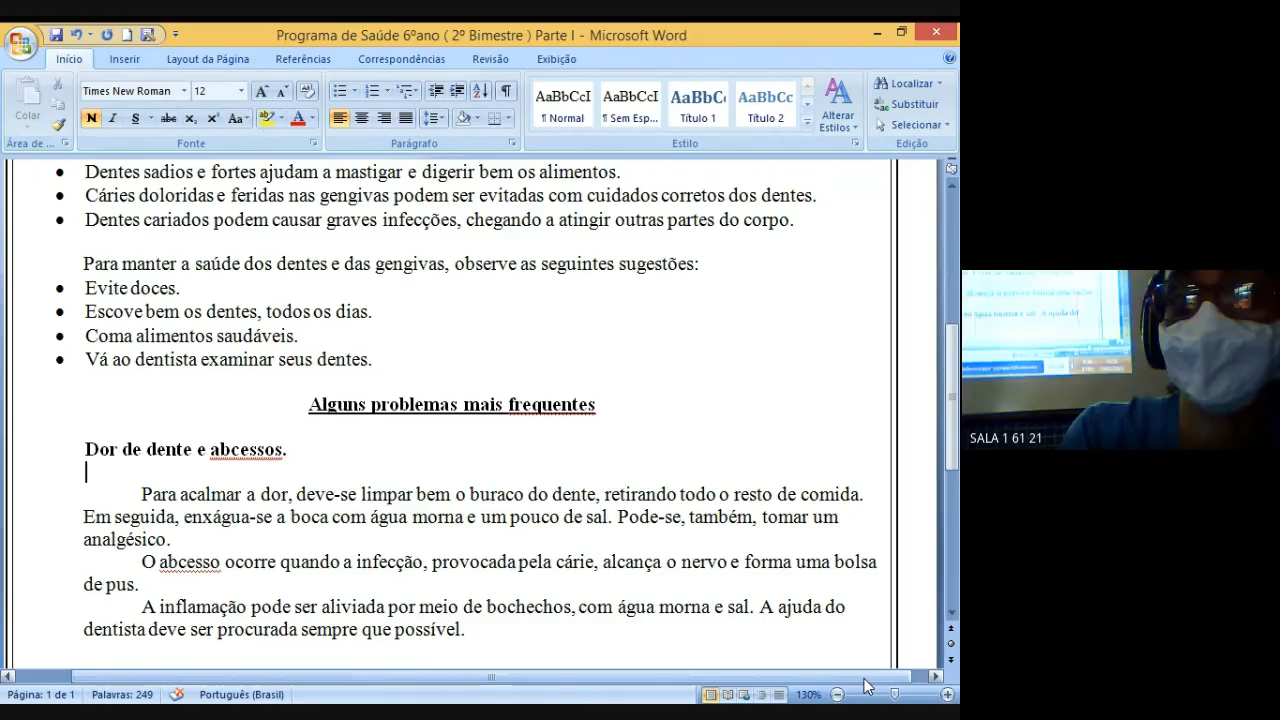 Programa de Saúde 6ºano ( 2º Bimestre ) Parte I - Microsoft Word
Início Inserir Layout da Página Referências Correspondências Revisão Exibição
Colar
Times New Roman 12
AaBbCcI AaBbCcI AaBbC AaBbCc
¶ Normal ¶ Sem Esp... Título 1 Título 2
Alterar
Estilos
Localizar
Substituir
Selecionar
Área de ... Fonte Parágrafo Estilo Edição
• Dentes sadios e fortes ajudam a mastigar e digerir bem os alimentos.
• Cáries doloridas e feridas nas gengivas podem ser evitadas com cuidados corretos dos dentes.
• Dentes cariados podem causar graves infecções, chegando a atingir outras partes do corpo.
Para manter a saúde dos dentes e das gengivas, observe as seguintes sugestões:
• Evite doces.
• Escove bem os dentes, todos os dias.
• Coma alimentos saudáveis.
• Vá ao dentista examinar seus dentes.
Alguns problemas mais frequentes
Dor de dente e abcessos.
Para acalmar a dor, deve-se limpar bem o buraco do dente, retirando todo o resto de comida.
Em seguida, enxágua-se a boca com água morna e um pouco de sal. Pode-se, também, tomar um
analgésico.
O abcesso ocorre quando a infecção, provocada pela cárie, alcança o nervo e forma uma bolsa
de pus.
A inflamação pode ser aliviada por meio de bochechos, com água morna e sal. A ajuda do
dentista deve ser procurada sempre que possível.
Página: 1 de 1 Palavras: 249 Português (Brasil) 130%
SALA 1 61 21